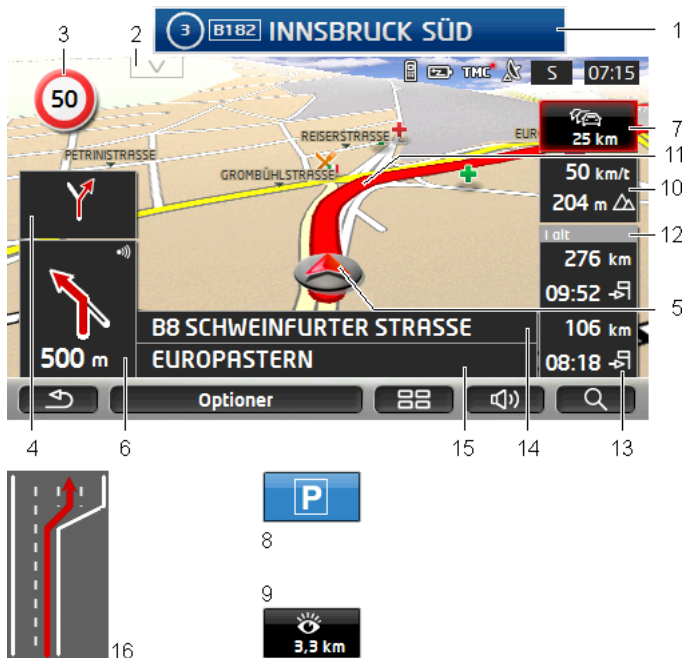 3 B182 INNSBRUCK SÜD
1
3
2
50
TMC
S
07:15
25 km
7
REISERSTRASSE
EUR
PETRINISTRASSE
GROMBÜHLSTRASSE
11
50 km/t
10
204 m
I alt
12
276 km
09:52
5
B8 SCHWEINFURTER STRASSE
106 km
500 m
EUROPASTERN
08:18
Optioner
4
6
15
14
13
P
8
9
3,3 km
16